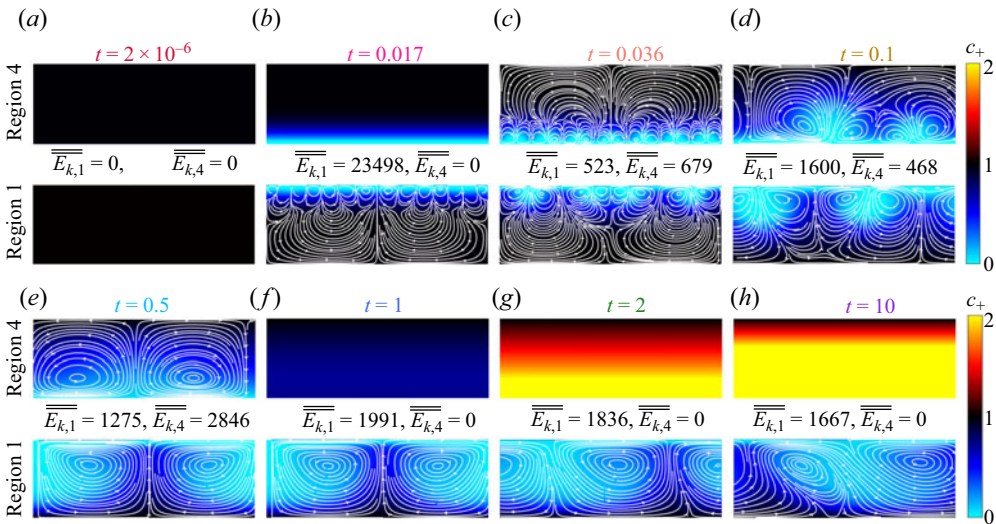 (a) (b) (c) (d)
t = 2 × 10⁻⁶ t = 0.017 t = 0.036 t = 0.1 c₊
2
Region 4
E̿ₖ,₁ = 0, E̿ₖ,₄ = 0 E̿ₖ,₁ = 23498, E̿ₖ,₄ = 0 E̿ₖ,₁ = 523, E̿ₖ,₄ = 679 E̿ₖ,₁ = 1600, E̿ₖ,₄ = 468 1
Region 1
0
(e) (f) (g) (h)
t = 0.5 t = 1 t = 2 t = 10 c₊
2
Region 4
E̿ₖ,₁ = 1275, E̿ₖ,₄ = 2846 E̿ₖ,₁ = 1991, E̿ₖ,₄ = 0 E̿ₖ,₁ = 1836, E̿ₖ,₄ = 0 E̿ₖ,₁ = 1667, E̿ₖ,₄ = 0 1
Region 1
0